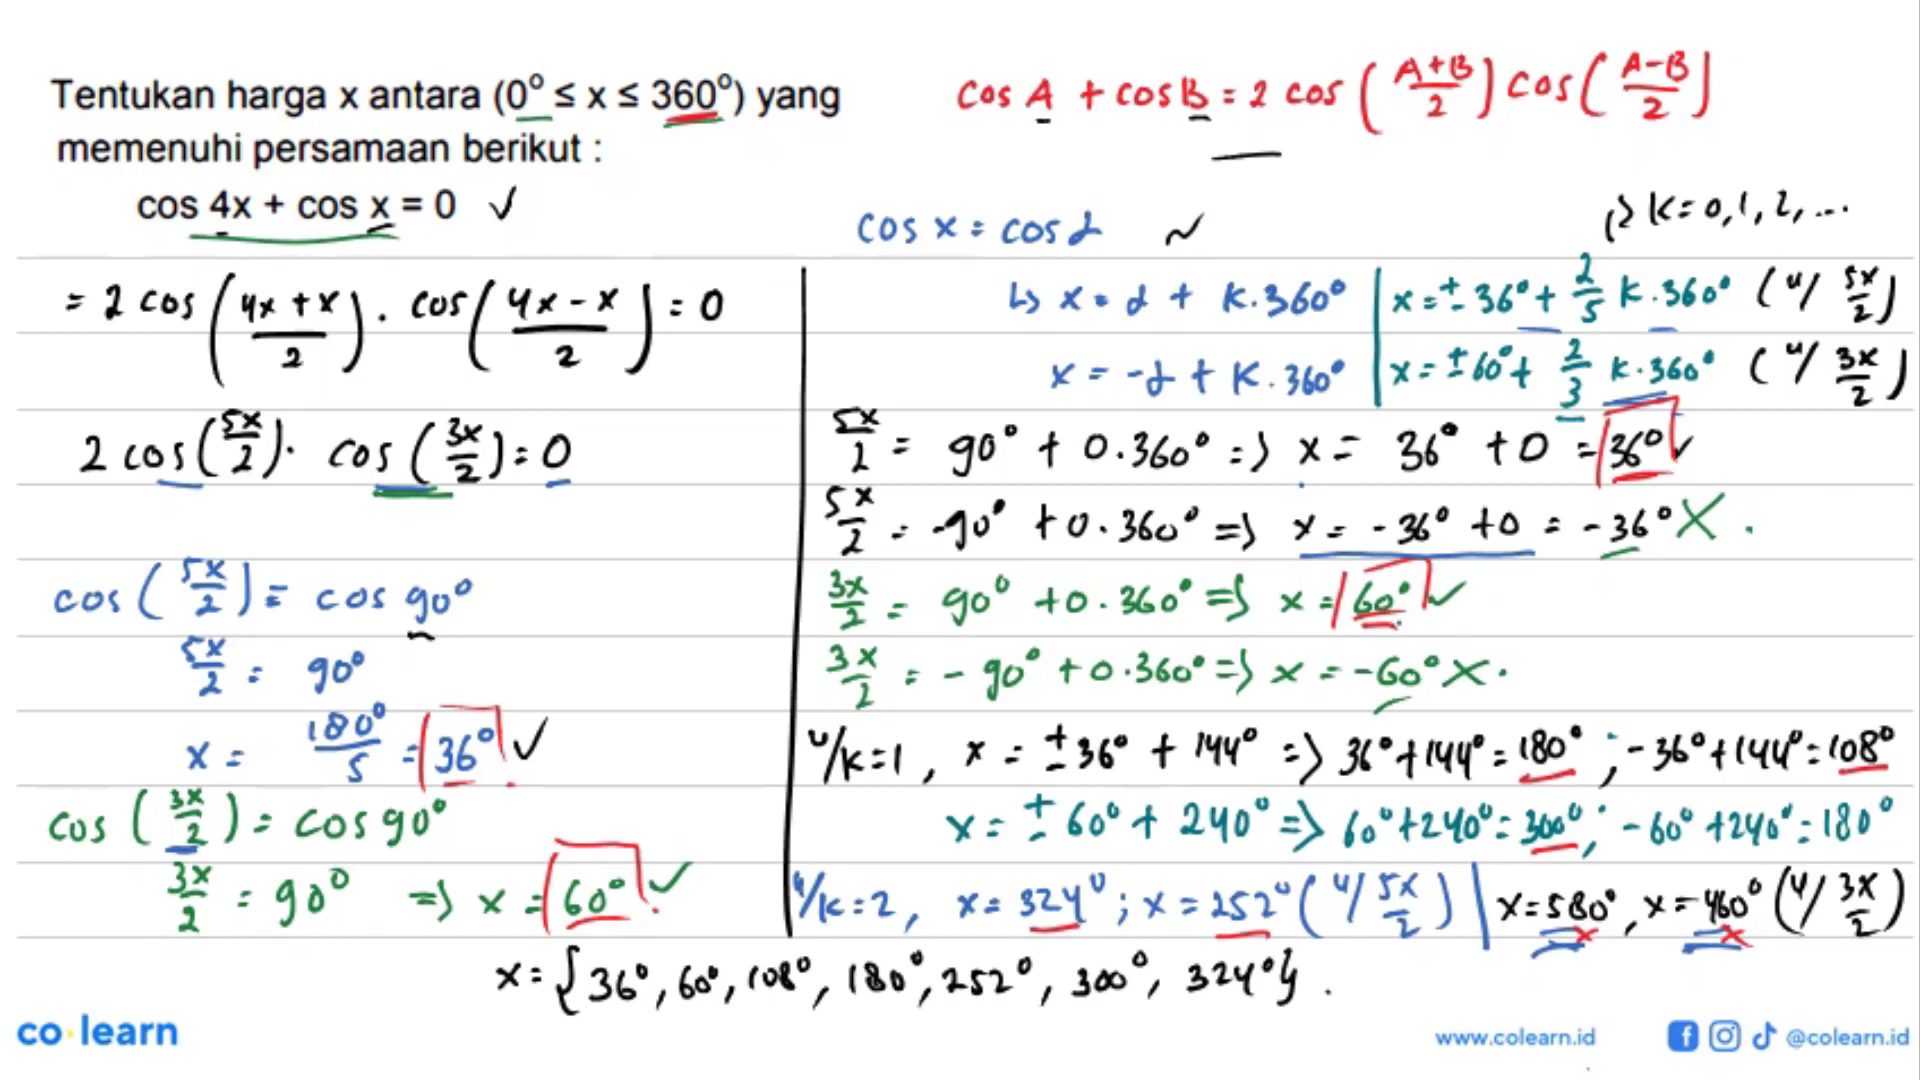 Tentukan harga x antara (0° ≤ x ≤ 360°) yang
memenuhi persamaan berikut :
cos 4x + cos x = 0 ✓
cos A + cos B = 2 cos ((A+B)/2) cos ((A-B)/2)
= 2 cos ((4x + x)/2) . cos ((4x - x)/2) = 0
2 cos (5x/2) . cos (3x/2) = 0
cos (5x/2) = cos 90°
5x/2 = 90°
x = 180°/5 = 36° ✓
cos (3x/2) = cos 90°
3x/2 = 90° => x = 60° ✓
cos x = cos α
↳ x = α + K.360°
x = -α + K.360°
↳ K = 0, 1, 2, ...
x = ± 36° + 2/5 K.360° (u/ 5x/2)
x = ± 60° + 2/3 K.360° (u/ 3x/2)
5x/2 = 90° + 0.360° => x = 36° + 0 = 36° ✓
5x/2 = -90° + 0.360° => x = -36° + 0 = -36° X .
3x/2 = 90° + 0.360° => x = 60° ✓
3x/2 = -90° + 0.360° => x = -60° X .
u/K=1, x = ± 36° + 144° => 36° + 144° = 180° ; -36° + 144° = 108°
x = ± 60° + 240° => 60° + 240° = 300° ; -60° + 240° = 180°
u/K=2, x = 324° ; x = 252° (u/ 5x/2) | x = 580° , x = 460° (u/ 3x/2)
x x
x = {36°, 60°, 108°, 180°, 252°, 300°, 324°} .
co·learn
www.colearn.id @colearn.id